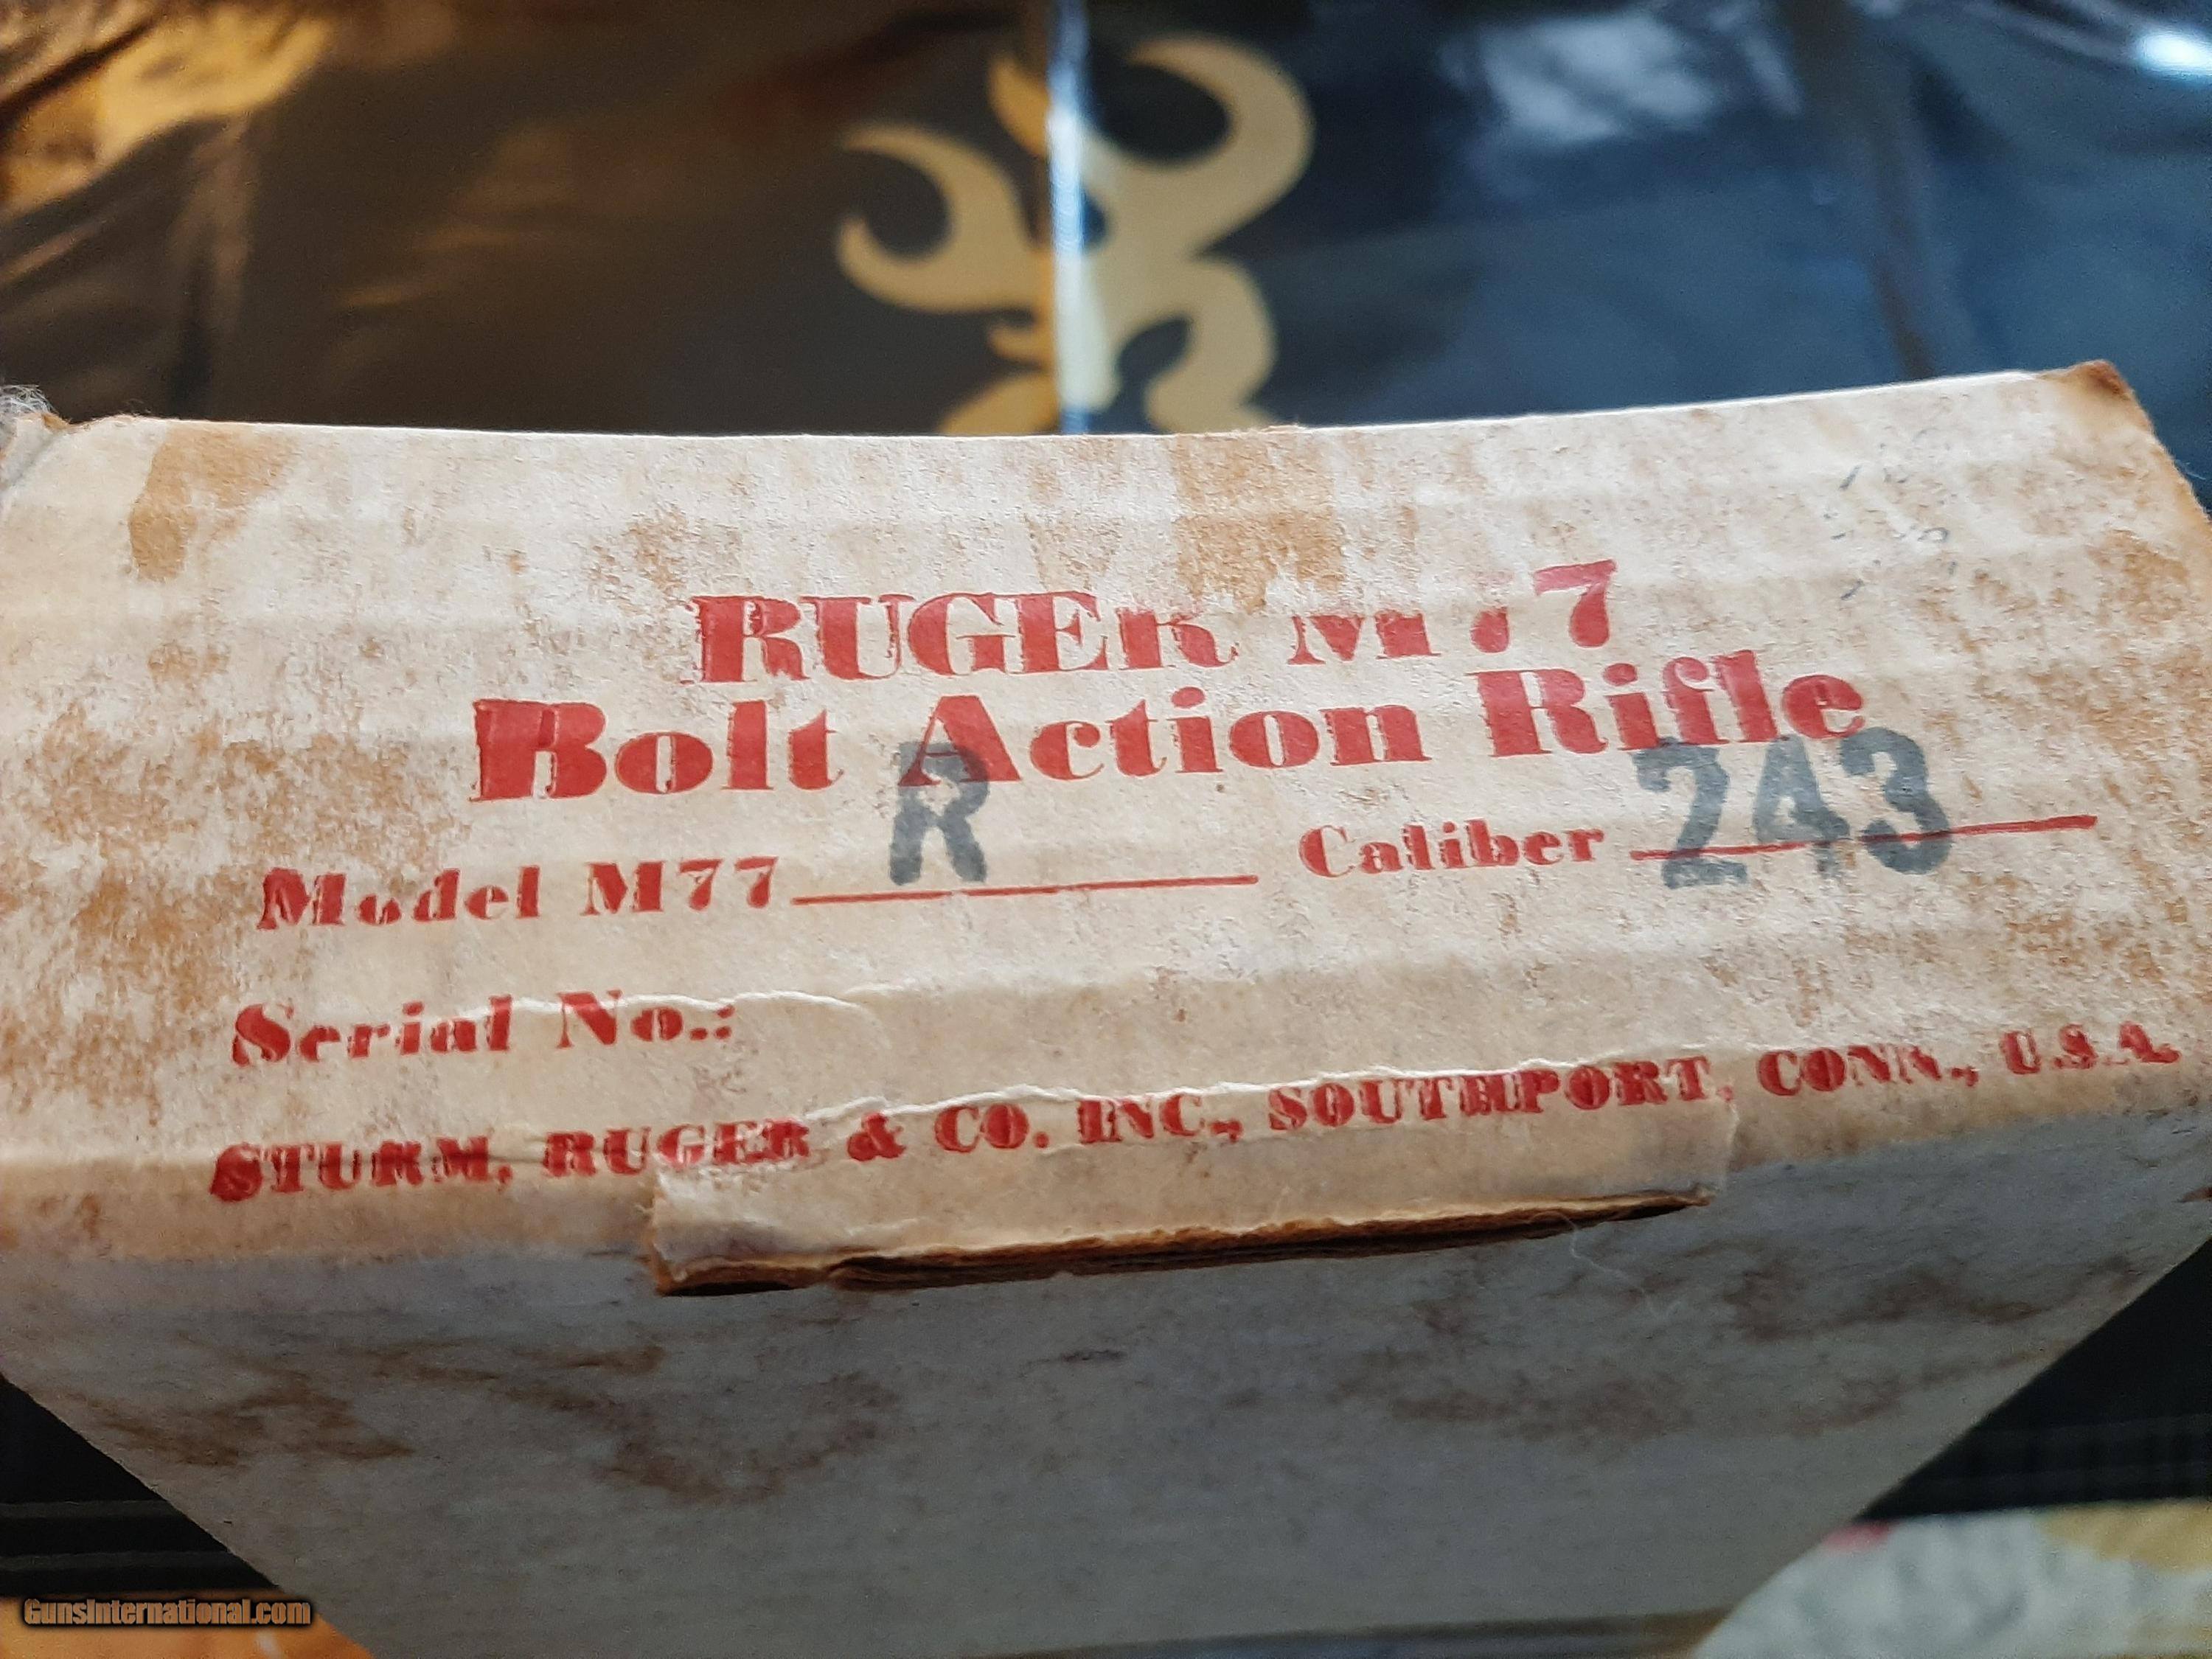 RUGER M77
Bolt Action Rifle
Model M77 R Caliber 243
Serial No.:
STURM, RUGER & CO. INC., SOUTHPORT, CONN., U.S.A.
GunsInternational.com